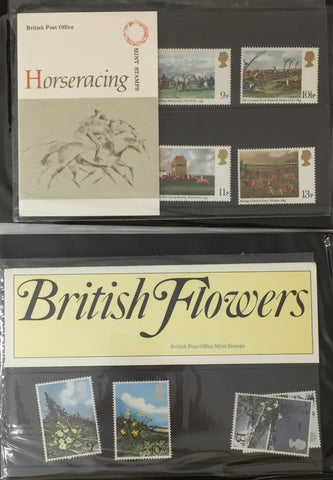 British Post Office
MINT STAMPS
Horseracing
9p
10½p
11p
13p
British Flowers
British Post Office Mint Stamps